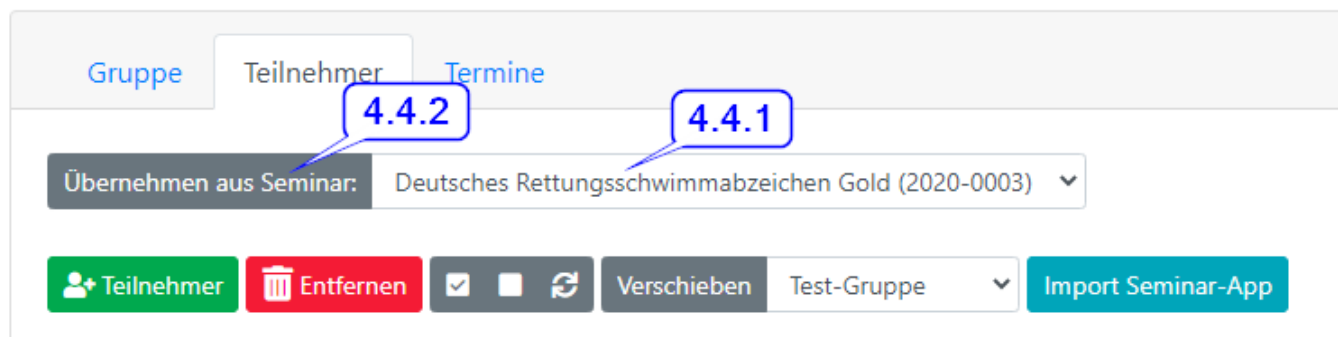 Gruppe Teilnehmer Termine
4.4.2 4.4.1
Übernehmen aus Seminar: Deutsches Rettungsschwimmabzeichen Gold (2020-0003)
Teilnehmer Entfernen Verschieben Test-Gruppe Import Seminar-App